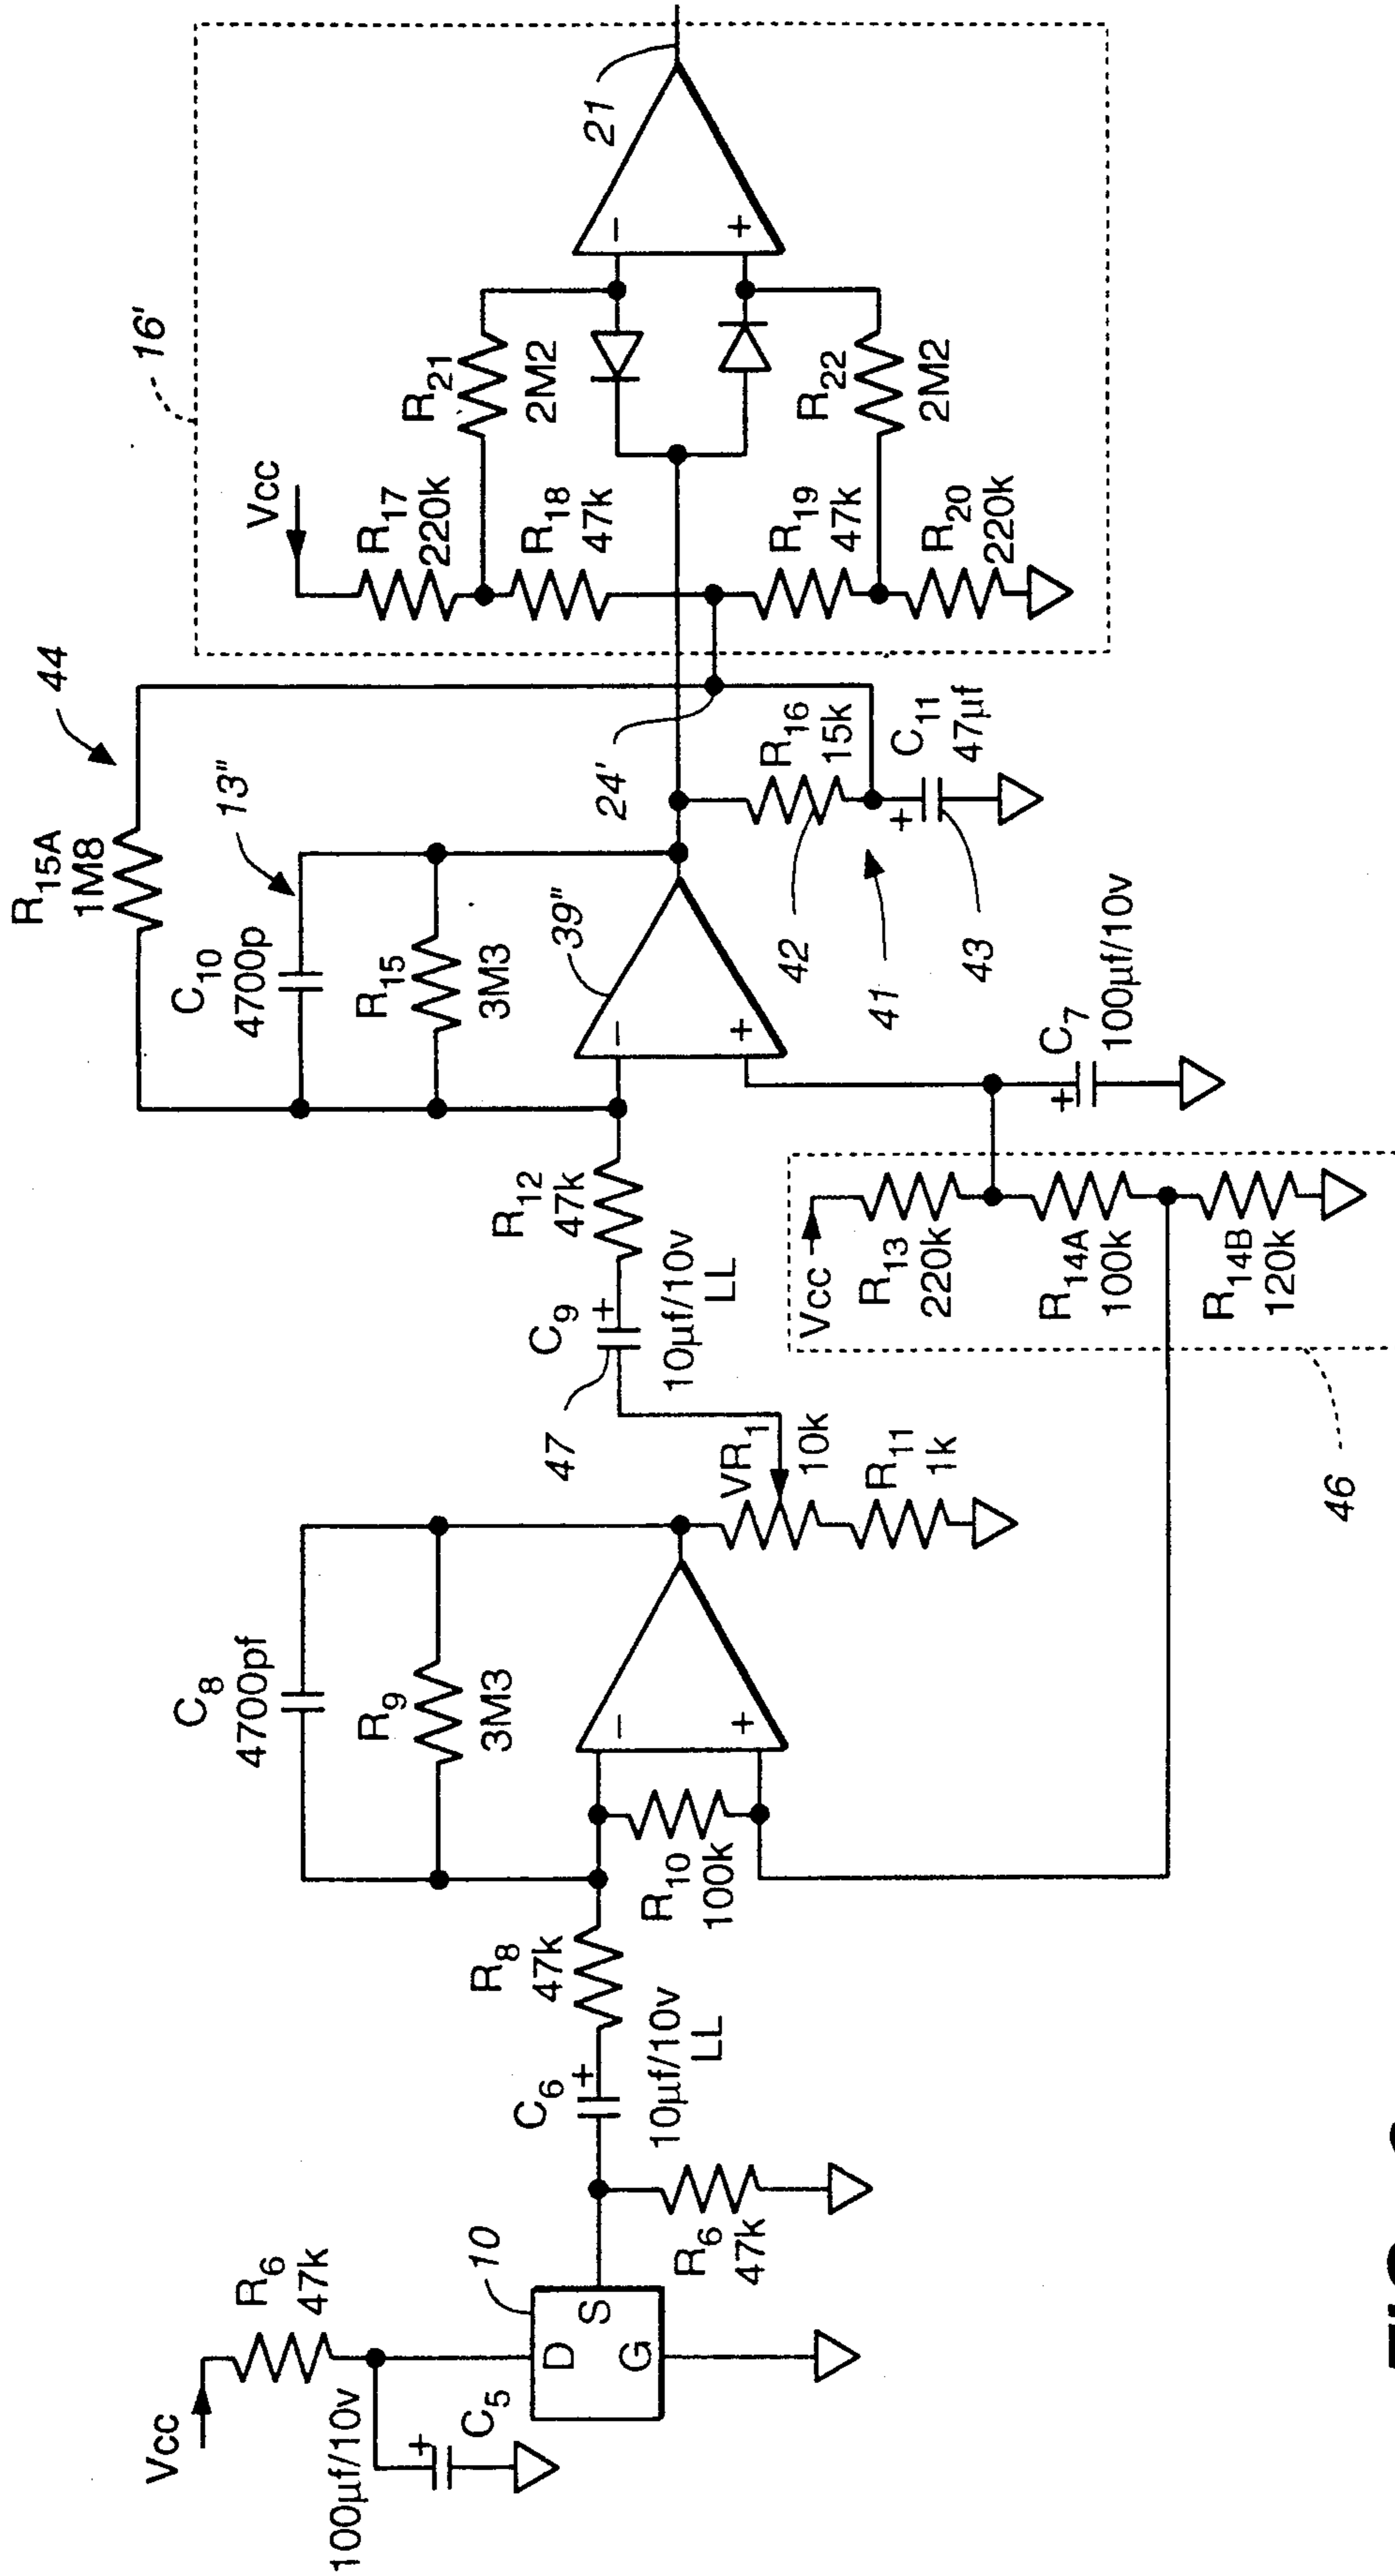 Vcc
R6
47k
100µf/10v
+
C5
10
D
S
G
R6
47k
C6
+
10µf/10v
LL
R8
47k
R10
100k
C8
4700pf
R9
3M3
−
+
VR1
10k
R11
1k
47
C9
+
10µf/10v
LL
R12
47k
46
Vcc
R13
220k
R14A
100k
R14B
120k
C7
+
100µf/10v
R15A
1M8
44
C10
4700p
13"
R15
3M3
39"
−
+
24'
R16
15k
42
41
43
+
C11
47µf
16'
Vcc
R17
220k
R18
47k
R19
47k
R20
220k
R21
2M2
R22
2M2
−
+
21